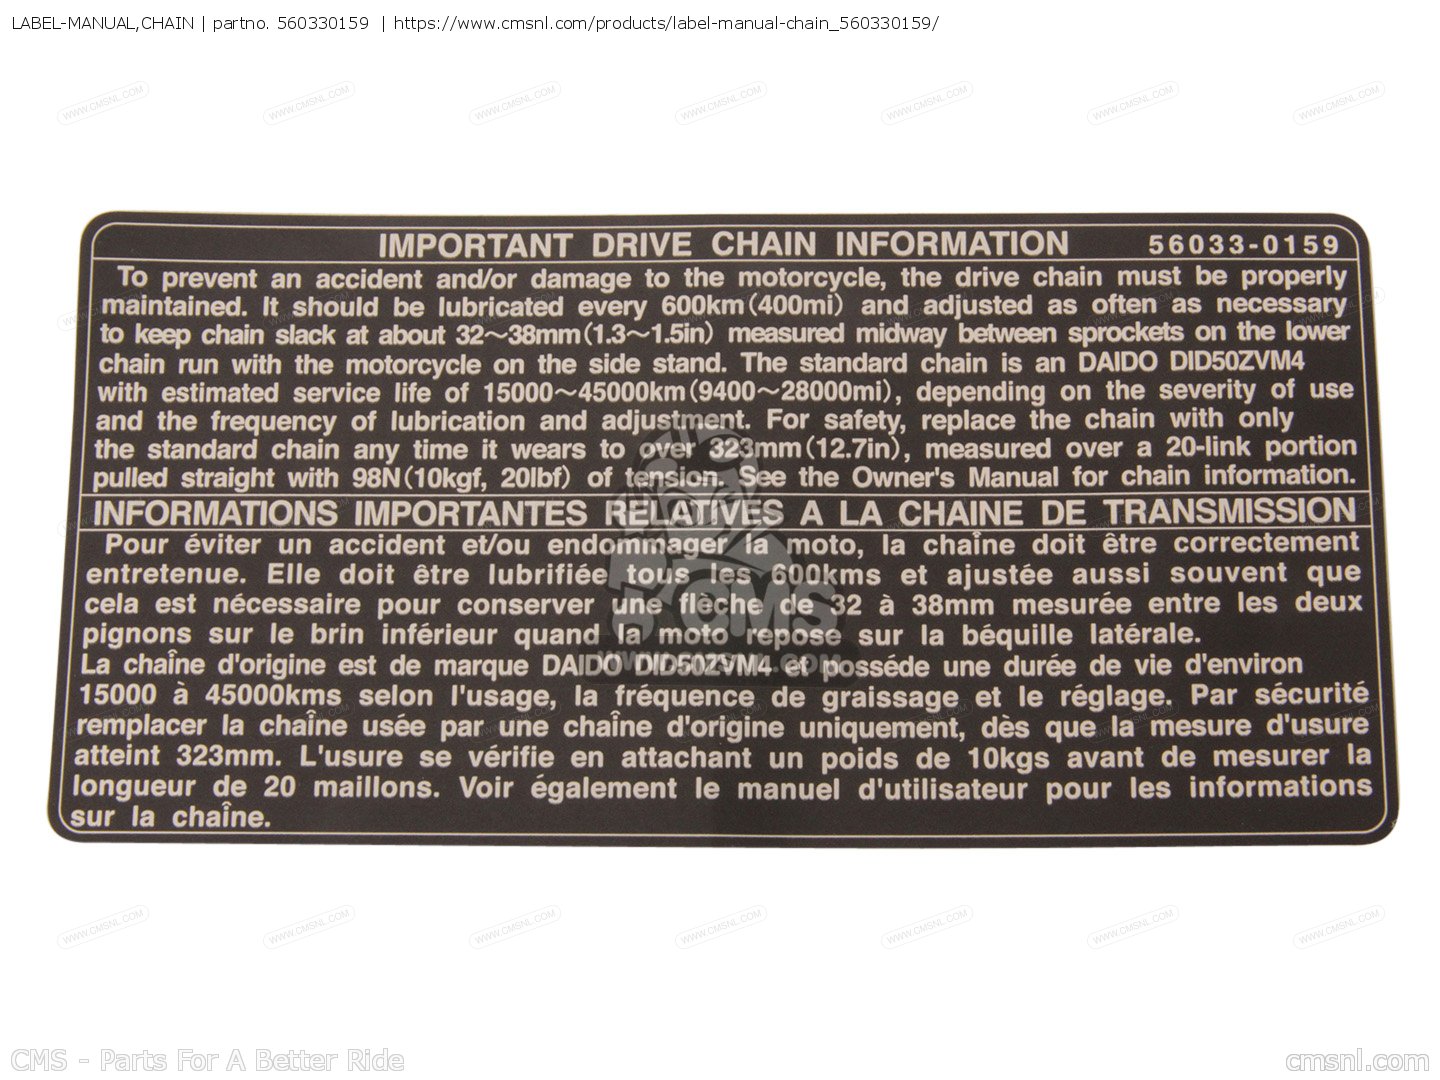 LABEL-MANUAL,CHAIN | partno. 560330159 | https://www.cmsnl.com/products/label-manual-chain_560330159/
IMPORTANT DRIVE CHAIN INFORMATION 56033-0159
To prevent an accident and/or damage to the motorcycle, the drive chain must be properly
maintained. It should be lubricated every 600km(400mi) and adjusted as often as necessary
to keep chain slack at about 32～38mm(1.3～1.5in) measured midway between sprockets on the lower
chain run with the motorcycle on the side stand. The standard chain is an DAIDO DID50ZVM4
with estimated service life of 15000～45000km(9400～28000mi), depending on the severity of use
and the frequency of lubrication and adjustment. For safety, replace the chain with only
the standard chain any time it wears to over 323mm(12.7in), measured over a 20-link portion
pulled straight with 98N(10kgf, 20lbf) of tension. See the Owner's Manual for chain information.
INFORMATIONS IMPORTANTES RELATIVES A LA CHAINE DE TRANSMISSION
Pour éviter un accident et/ou endommager la moto, la chaîne doit être correctement
entretenue. Elle doit être lubrifiée tous les 600kms et ajustée aussi souvent que
cela est nécessaire pour conserver une flèche de 32 à 38mm mesurée entre les deux
pignons sur le brin inférieur quand la moto repose sur la béquille latérale.
La chaîne d'origine est de marque DAIDO DID50ZVM4 et posséde une durée de vie d'environ
15000 à 45000kms selon l'usage, la fréquence de graissage et le réglage. Par sécurité
remplacer la chaîne usée par une chaîne d'origine uniquement, dès que la mesure d'usure
atteint 323mm. L'usure se vérifie en attachant un poids de 10kgs avant de mesurer la
longueur de 20 maillons. Voir également le manuel d'utilisateur pour les informations
sur la chaîne.
CMS
WWW.CMSNL.COM
CMS - Parts For A Better Ride
cmsnl.com